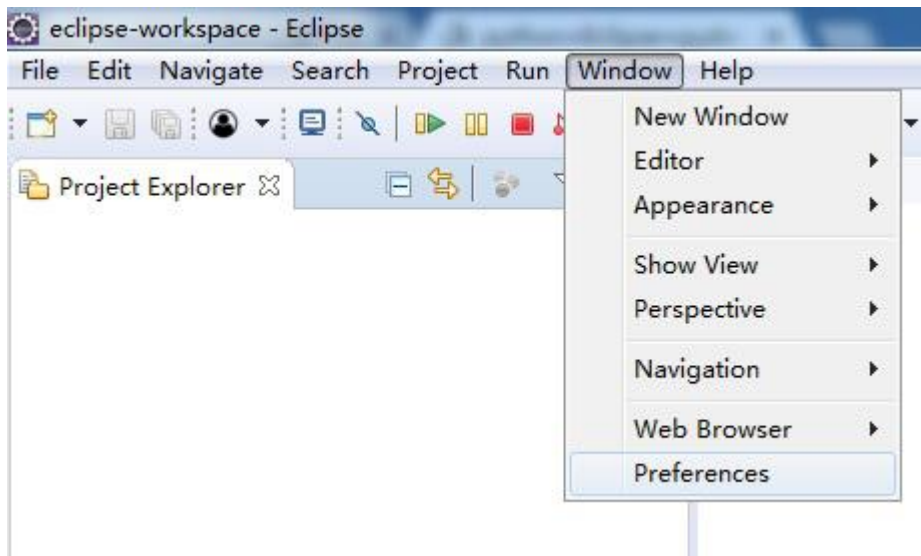 eclipse-workspace - Eclipse
File Edit Navigate Search Project Run Window Help
New Window
Editor
Project Explorer
Appearance
Show View
Perspective
Navigation
Web Browser
Preferences